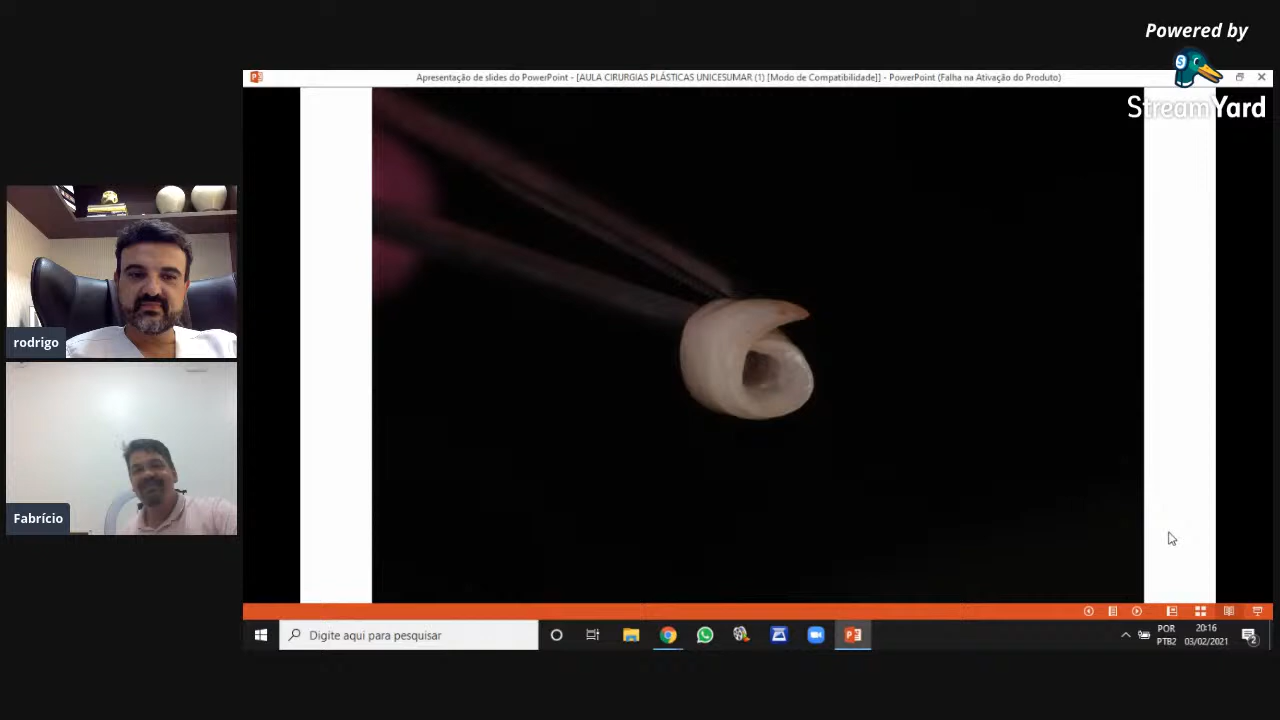 Powered by
StreamYard
Apresentação de slides do PowerPoint - [AULA CIRURGIAS PLÁSTICAS UNICESUMAR (1) [Modo de Compatibilidade]] - PowerPoint (Falha na Ativação do Produto)
rodrigo
Fabrício
Digite aqui para pesquisar
POR
PTB2
20:16
03/02/2021
2